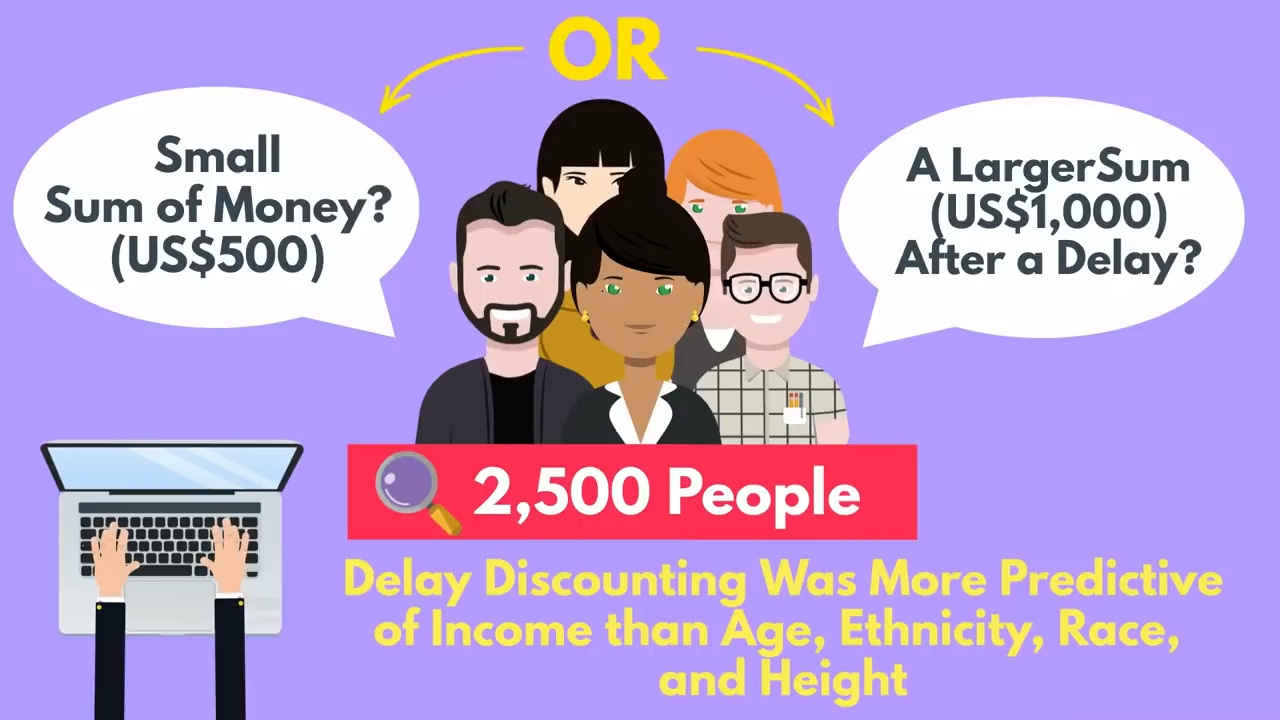 OR
Small
Sum of Money?
(US$500)
A LargerSum
(US$1,000)
After a Delay?
2,500 People
Delay Discounting Was More Predictive
of Income than Age, Ethnicity, Race,
and Height